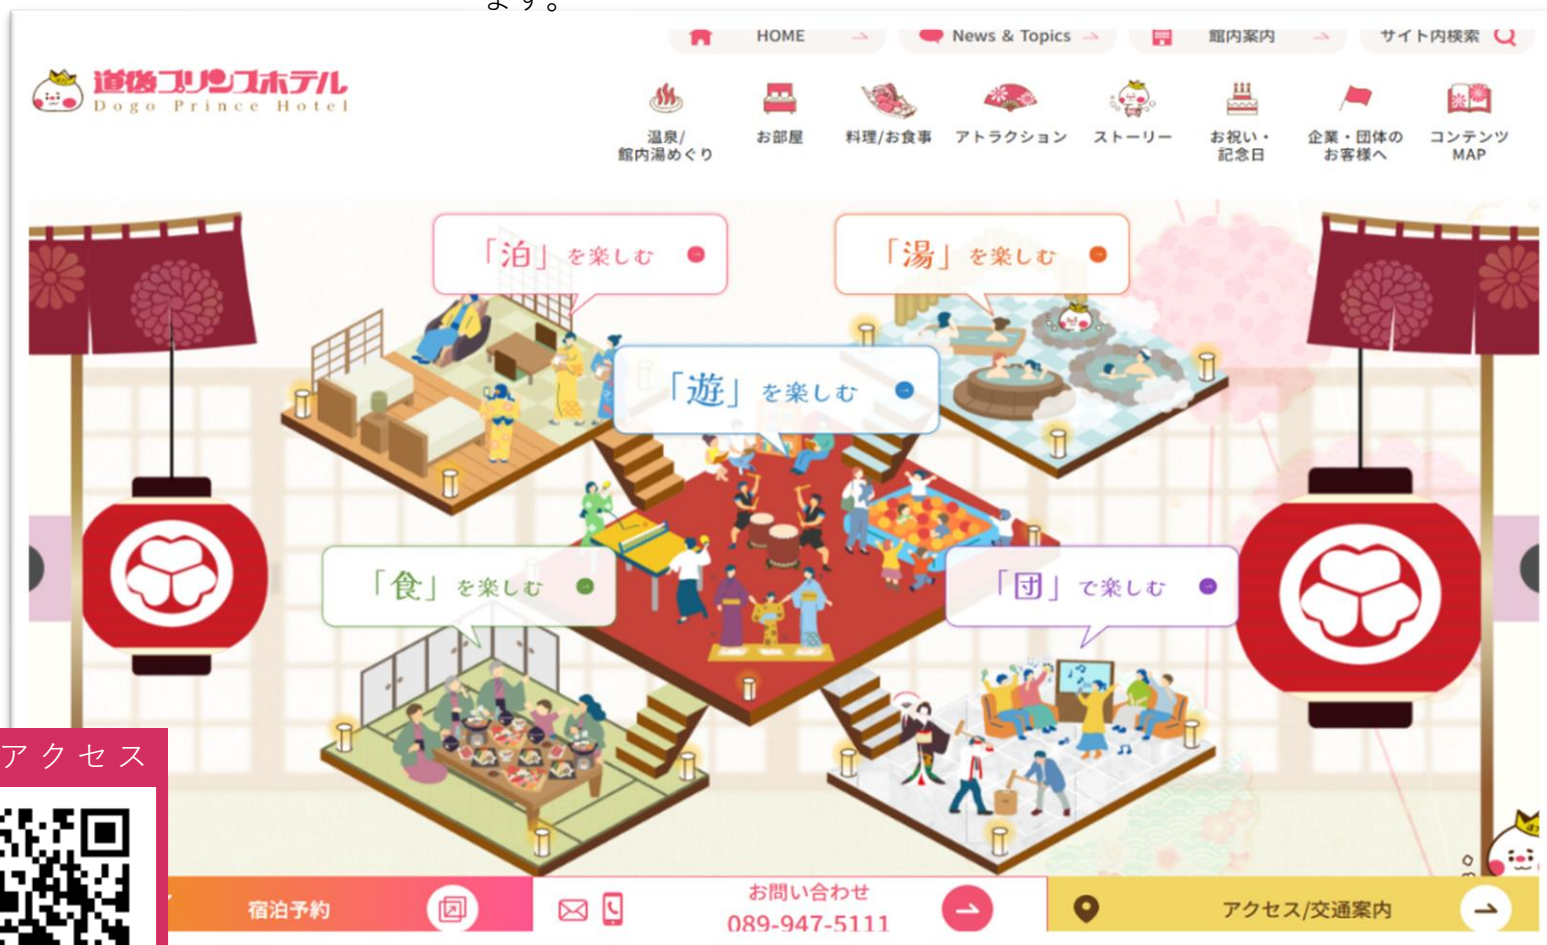 ます。
HOME
News & Topics
館内案内
サイト内検索
道後プリンスホテル
Dogo Prince Hotel
温泉/
館内湯めぐり
お部屋
料理/お食事
アトラクション
ストーリー
お祝い・
記念日
企業・団体の
お客様へ
コンテンツ
MAP
「泊」を楽しむ
「湯」を楽しむ
「遊」を楽しむ
「食」を楽しむ
「団」で楽しむ
アクセス
宿泊予約
お問い合わせ
089-947-5111
アクセス/交通案内